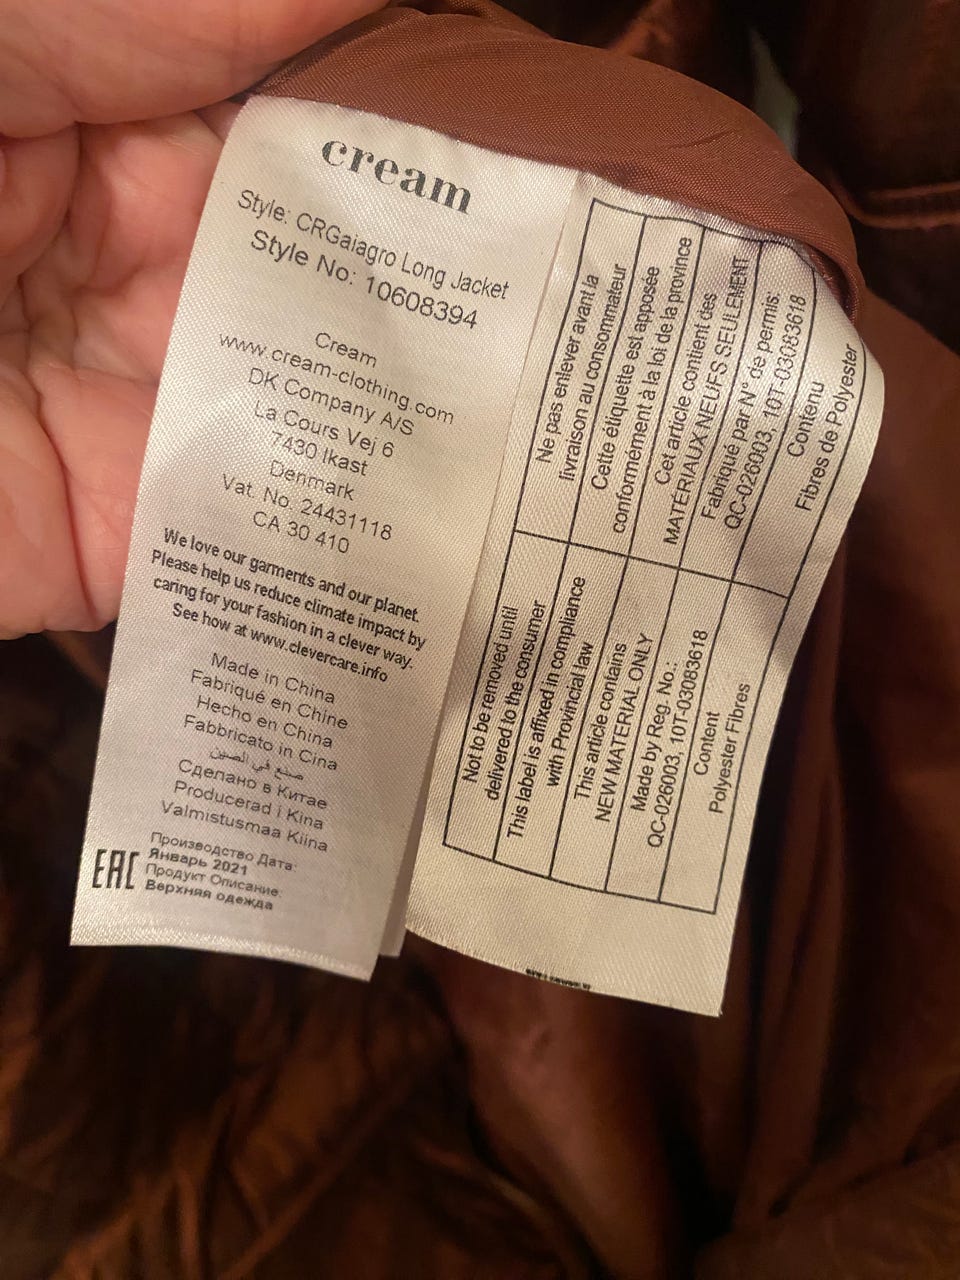 cream
Style: CRGaiagro Long Jacket
Style No: 10608394
Cream
www.cream-clothing.com
DK Company A/S
La Cours Vej 6
7430 Ikast
Denmark
Vat. No. 24431118
CA 30 410
We love our garments and our planet.
Please help us reduce climate impact by
caring for your fashion in a clever way.
See how at www.clevercare.info
Made in China
Fabriqué en Chine
Hecho en China
Fabbricato in Cina
صنع في الصين
Сделано в Китае
Producerad i Kina
Valmistusmaa Kiina
EAC
Производство Дата:
Январь 2021
Продукт Описание:
Верхняя одежда
Ne pas enlever avant la
livraison au consommateur
Cette étiquette est apposée
conformément à la loi de la province
Cet article contient des
MATÉRIAUX NEUFS SEULEMENT
Fabriqué par N° de permis:
QC-026003, 10T-03083618
Contenu
Fibres de Polyester
Not to be removed until
delivered to the consumer
This label is affixed in compliance
with Provincial law
This article contains
NEW MATERIAL ONLY
Made by Reg. No.:
QC-026003, 10T-03083618
Content
Polyester Fibres